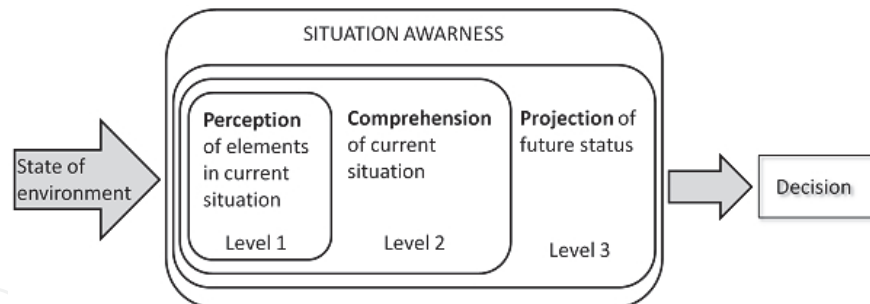 SITUATION AWARNESS
State of
environment
Perception
of elements
in current
situation
Level 1
Comprehension
of current
situation
Level 2
Projection of
future status
Level 3
Decision